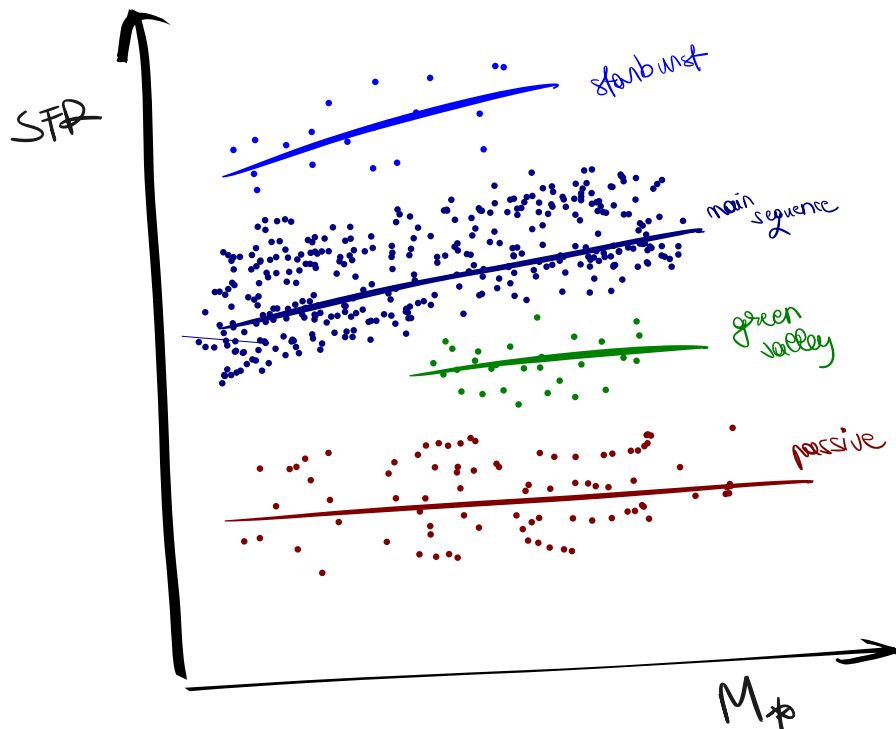 starburst
SFR
main
sequence
green
valley
passive
M*